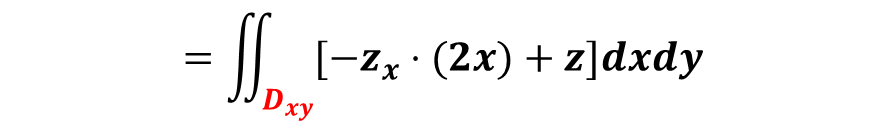 = ∬_{D_{xy}} [−z_x · (2x) + z]dxdy